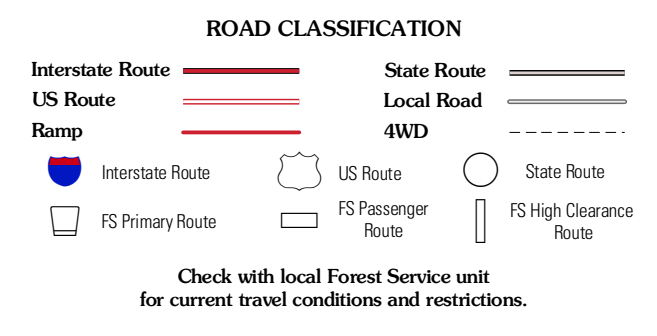 ROAD CLASSIFICATION
Interstate Route
State Route
US Route
Local Road
Ramp
4WD
Interstate Route
US Route
State Route
FS Primary Route
FS Passenger
Route
FS High Clearance
Route
Check with local Forest Service unit
for current travel conditions and restrictions.